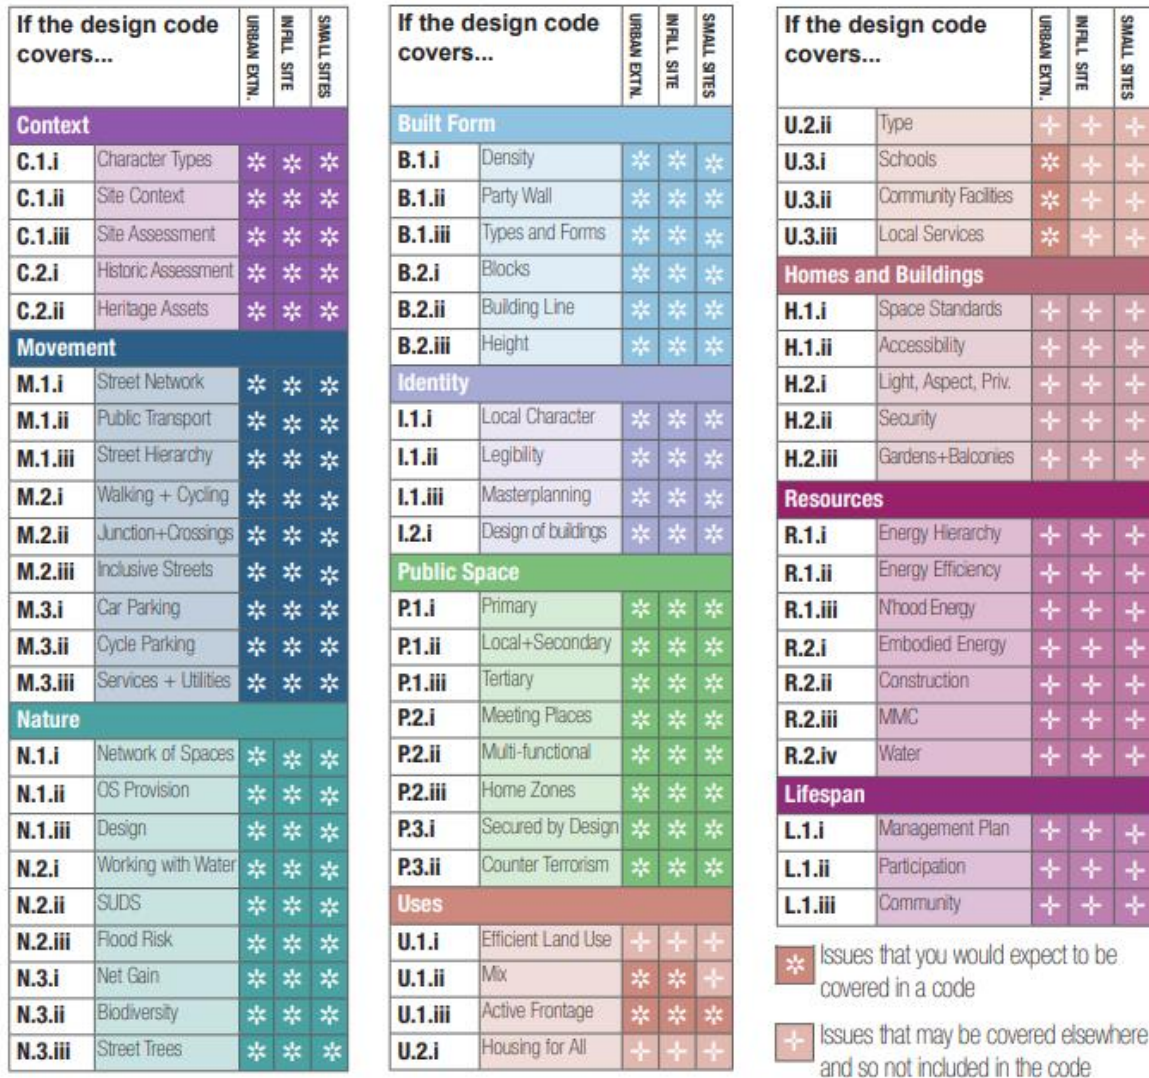 If the design code
covers...
URBAN EXTN.
INFILL SITE
SMALL SITES
Context
C.1.i Character Types
C.1.ii Site Context
C.1.iii Site Assessment
C.2.i Historic Assessment
C.2.ii Heritage Assets
Movement
M.1.i Street Network
M.1.ii Public Transport
M.1.iii Street Hierarchy
M.2.i Walking + Cycling
M.2.ii Junction+Crossings
M.2.iii Inclusive Streets
M.3.i Car Parking
M.3.ii Cycle Parking
M.3.iii Services + Utilities
Nature
N.1.i Network of Spaces
N.1.ii OS Provision
N.1.iii Design
N.2.i Working with Water
N.2.ii SUDS
N.2.iii Flood Risk
N.3.i Net Gain
N.3.ii Biodiversity
N.3.iii Street Trees
If the design code
covers...
URBAN EXTN.
INFILL SITE
SMALL SITES
Built Form
B.1.i Density
B.1.ii Party Wall
B.1.iii Types and Forms
B.2.i Blocks
B.2.ii Building Line
B.2.iii Height
Identity
I.1.i Local Character
I.1.ii Legibility
I.1.iii Masterplanning
I.2.i Design of buildings
Public Space
P.1.i Primary
P.1.ii Local+Secondary
P.1.iii Tertiary
P.2.i Meeting Places
P.2.ii Multi-functional
P.2.iii Home Zones
P.3.i Secured by Design
P.3.ii Counter Terrorism
Uses
U.1.i Efficient Land Use
U.1.ii Mix
U.1.iii Active Frontage
U.2.i Housing for All
If the design code
covers...
URBAN EXTN.
INFILL SITE
SMALL SITES
U.2.ii Type
U.3.i Schools
U.3.ii Community Facilities
U.3.iii Local Services
Homes and Buildings
H.1.i Space Standards
H.1.ii Accessibility
H.2.i Light, Aspect, Priv.
H.2.ii Security
H.2.iii Gardens+Balconies
Resources
R.1.i Energy Hierarchy
R.1.ii Energy Efficiency
R.1.iii N'hood Energy
R.2.i Embodied Energy
R.2.ii Construction
R.2.iii MMC
R.2.iv Water
Lifespan
L.1.i Management Plan
L.1.ii Participation
L.1.iii Community
Issues that you would expect to be
covered in a code
Issues that may be covered elsewhere
and so not included in the code